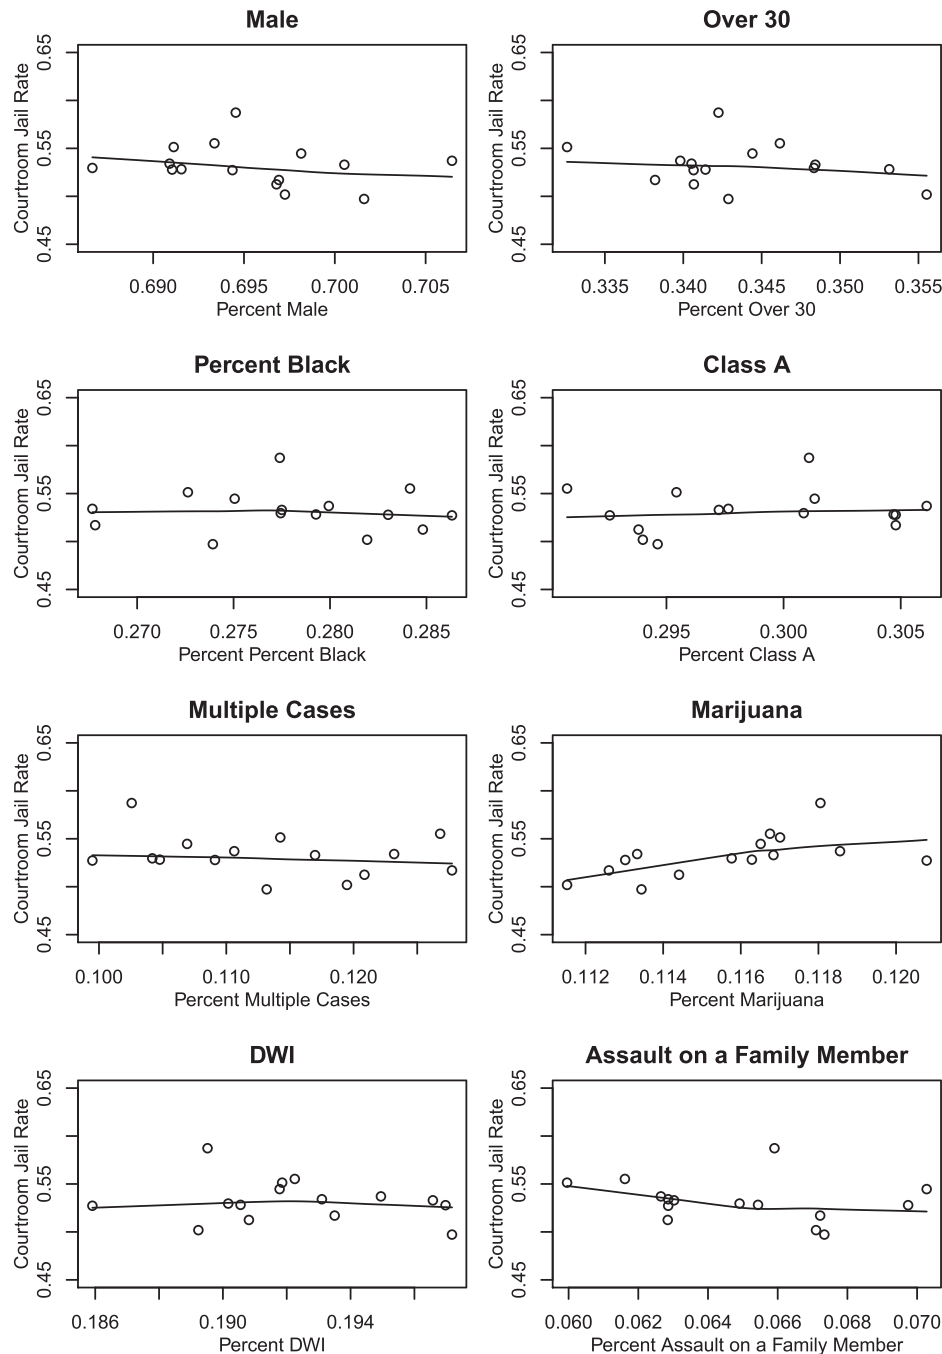 Male
Courtroom Jail Rate
0.45 0.55 0.65
0.690 0.695 0.700 0.705
Percent Male
Over 30
Courtroom Jail Rate
0.45 0.55 0.65
0.335 0.340 0.345 0.350 0.355
Percent Over 30
Percent Black
Courtroom Jail Rate
0.45 0.55 0.65
0.270 0.275 0.280 0.285
Percent Percent Black
Class A
Courtroom Jail Rate
0.45 0.55 0.65
0.295 0.300 0.305
Percent Class A
Multiple Cases
Courtroom Jail Rate
0.45 0.55 0.65
0.100 0.110 0.120
Percent Multiple Cases
Marijuana
Courtroom Jail Rate
0.45 0.55 0.65
0.112 0.114 0.116 0.118 0.120
Percent Marijuana
DWI
Courtroom Jail Rate
0.45 0.55 0.65
0.186 0.190 0.194
Percent DWI
Assault on a Family Member
Courtroom Jail Rate
0.45 0.55 0.65
0.060 0.062 0.064 0.066 0.068 0.070
Percent Assault on a Family Member